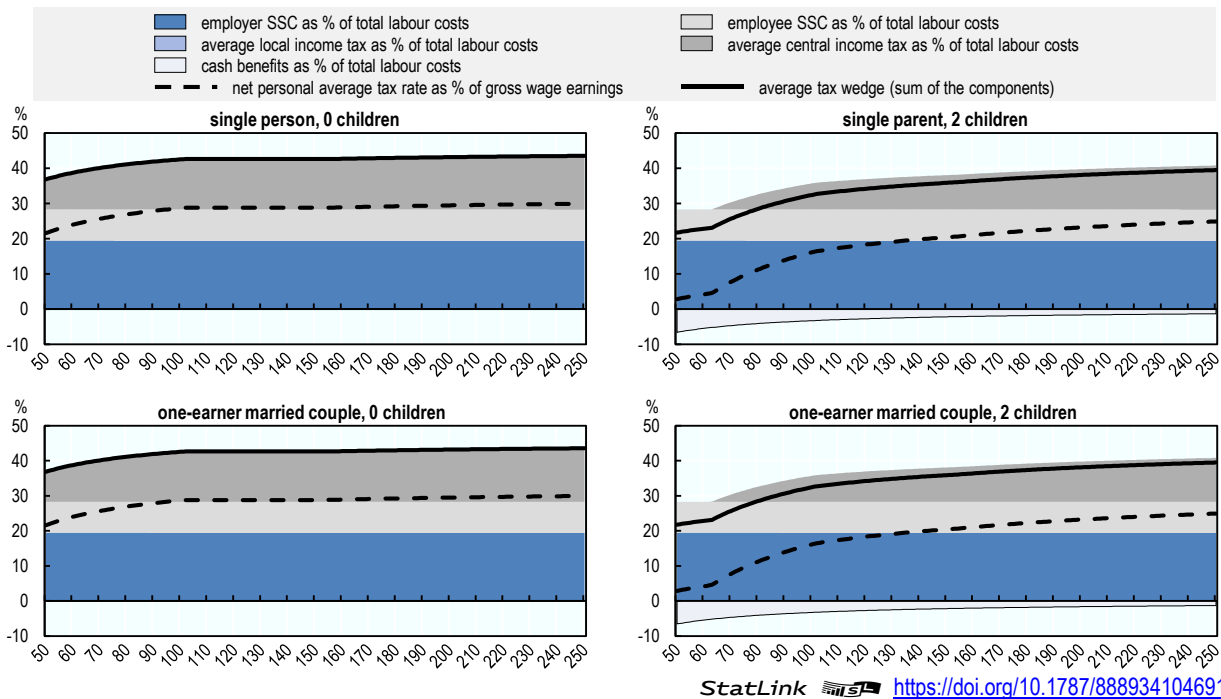 employer SSC as % of total labour costs
employee SSC as % of total labour costs
average local income tax as % of total labour costs
average central income tax as % of total labour costs
cash benefits as % of total labour costs
net personal average tax rate as % of gross wage earnings
average tax wedge (sum of the components)
%
single person, 0 children
50
40
30
20
10
0
-10
50 60 70 80 90 100 110 120 130 140 150 160 170 180 190 200 210 220 230 240 250
%
single parent, 2 children
50
40
30
20
10
0
-10
50 60 70 80 90 100 110 120 130 140 150 160 170 180 190 200 210 220 230 240 250
%
one-earner married couple, 0 children
50
40
30
20
10
0
-10
50 60 70 80 90 100 110 120 130 140 150 160 170 180 190 200 210 220 230 240 250
%
one-earner married couple, 2 children
50
40
30
20
10
0
-10
50 60 70 80 90 100 110 120 130 140 150 160 170 180 190 200 210 220 230 240 250
StatLink https://doi.org/10.1787/888934104691